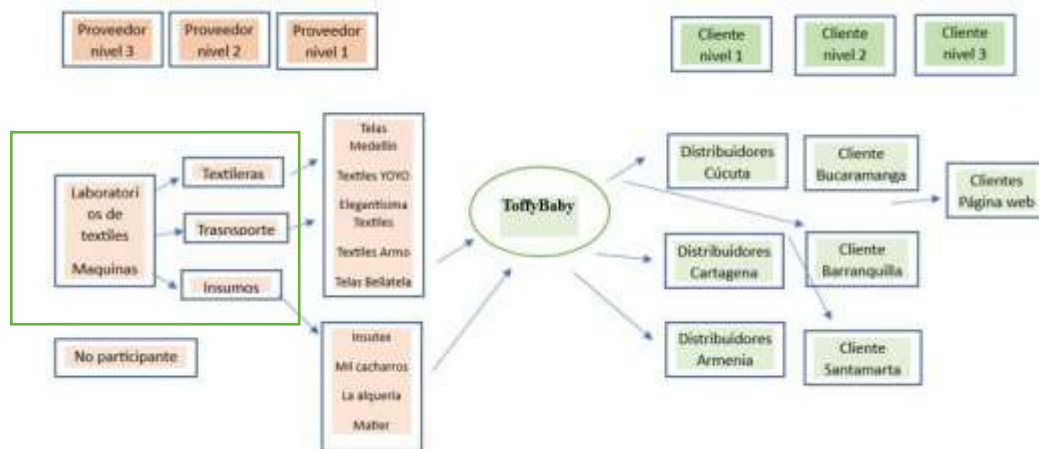 Proveedor
nivel 3
Proveedor
nivel 2
Proveedor
nivel 1
Cliente
nivel 1
Cliente
nivel 2
Cliente
nivel 3
Laboratori
os de
textiles
Maquinas
Textileras
Trasnsporte
Insumos
No participante
Telas
Medellin
Textiles YOYO
Elegantisima
Textiles
Textiles Armo
Telas Bellatela
Insutex
Mil cacharros
La alqueria
Matier
ToffyBaby
Distribuidores
Cúcuta
Distribuidores
Cartagena
Distribuidores
Armenia
Cliente
Bucaramanga
Cliente
Barranquilla
Cliente
Santamarta
Clientes
Página web